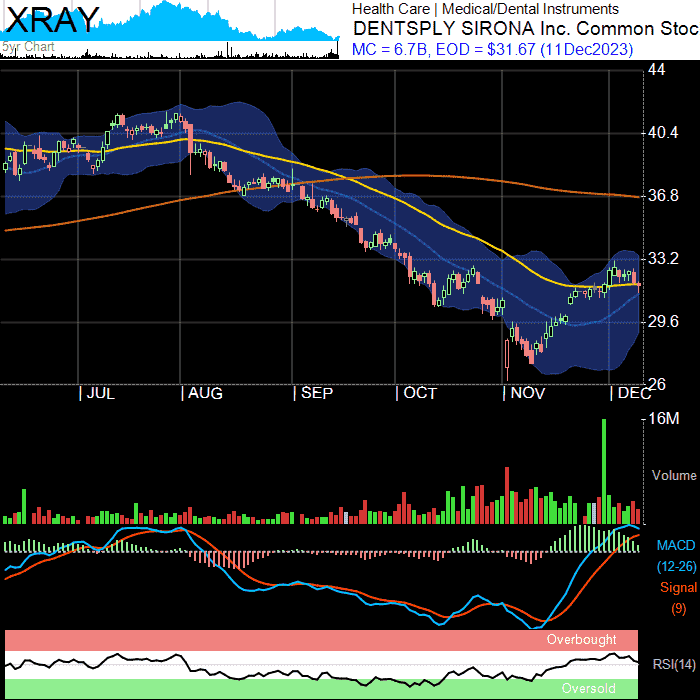 XRAY
5yr Chart
Health Care | Medical/Dental Instruments
DENTSPLY SIRONA Inc. Common Stoc
MC = 6.7B, EOD = $31.67 (11Dec2023)
44
40.4
36.8
33.2
29.6
26
JUL AUG SEP OCT NOV DEC
16M
Volume
MACD
(12-26)
Signal
(9)
Overbought
RSI(14)
Oversold